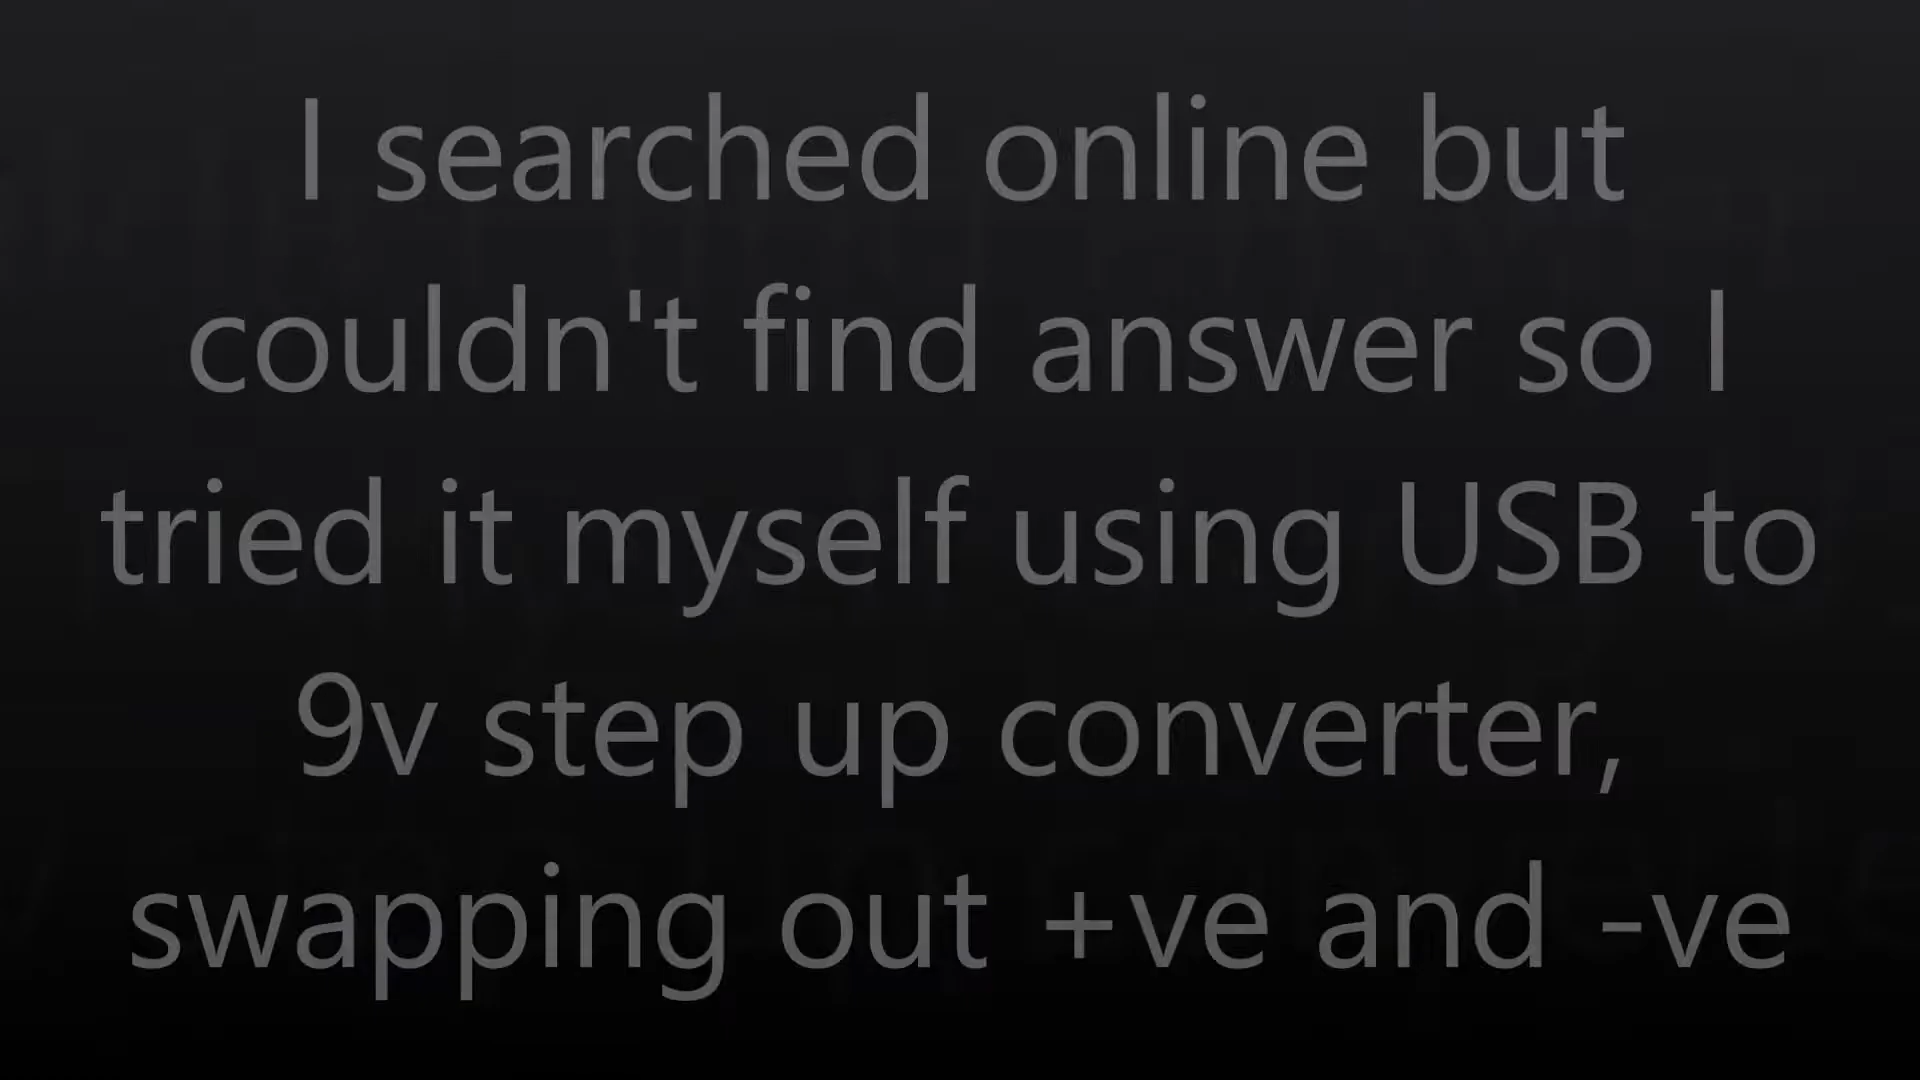 I searched online but
couldn't find answer so I
tried it myself using USB to
9v step up converter,
swapping out +ve and -ve